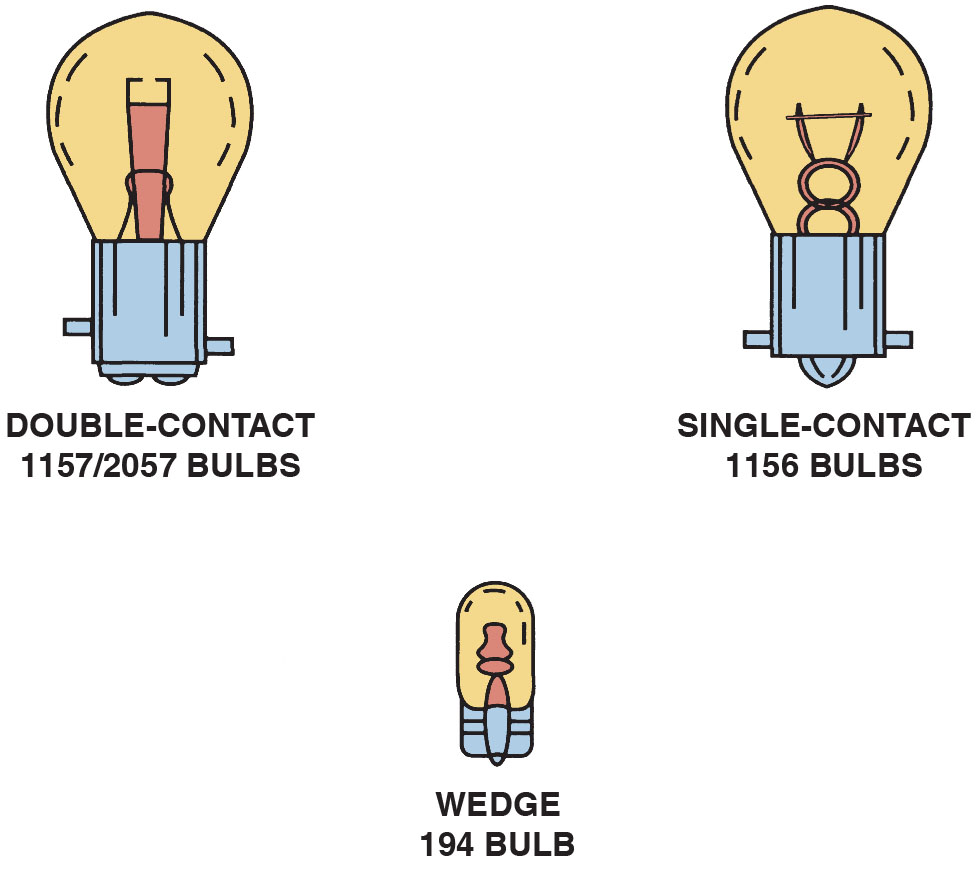 DOUBLE-CONTACT
1157/2057 BULBS
SINGLE-CONTACT
1156 BULBS
WEDGE
194 BULB